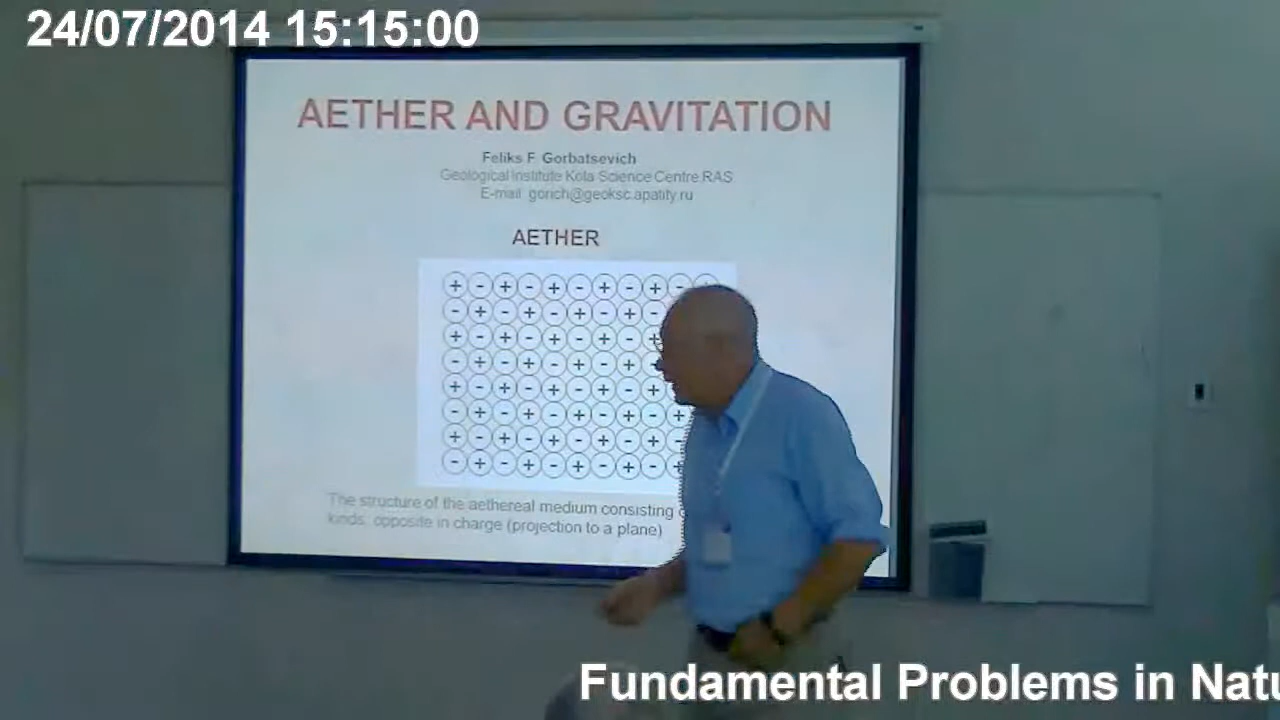 24/07/2014 15:15:00
AETHER AND GRAVITATION
Feliks F. Gorbatsevich
Geological Institute Kola Science Centre RAS
E-mail: gorich@geoksc.apatity.ru
AETHER
+ - + - + - + - + - -
- + - + - + - + -
+ - + - + - + - +
- + - + - + - + -
+ - + - + - + - +
- + - + - + - + - +
+ - + - + - + - + -
- + - + - + - + - +
The structure of the aethereal medium consisting
kinds, opposite in charge (projection to a plane)
Fundamental Problems in Natu